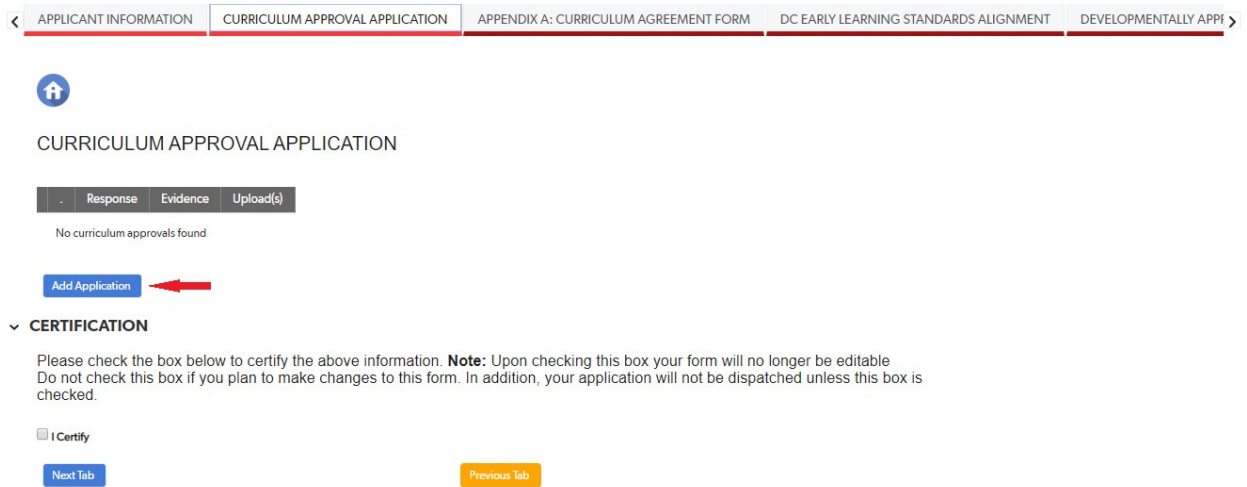 APPLICANT INFORMATION CURRICULUM APPROVAL APPLICATION APPENDIX A: CURRICULUM AGREEMENT FORM DC EARLY LEARNING STANDARDS ALIGNMENT DEVELOPMENTALLY
CURRICULUM APPROVAL APPLICATION
. Response Evidence Upload(s)
No curriculum approvals found
Add Application
CERTIFICATION
Please check the box below to certify the above information. Note: Upon checking this box your form will no longer be editable
Do not check this box if you plan to make changes to this form. In addition, your application will not be dispatched unless this box is
checked.
I Certify
Next Tab Previous Tab